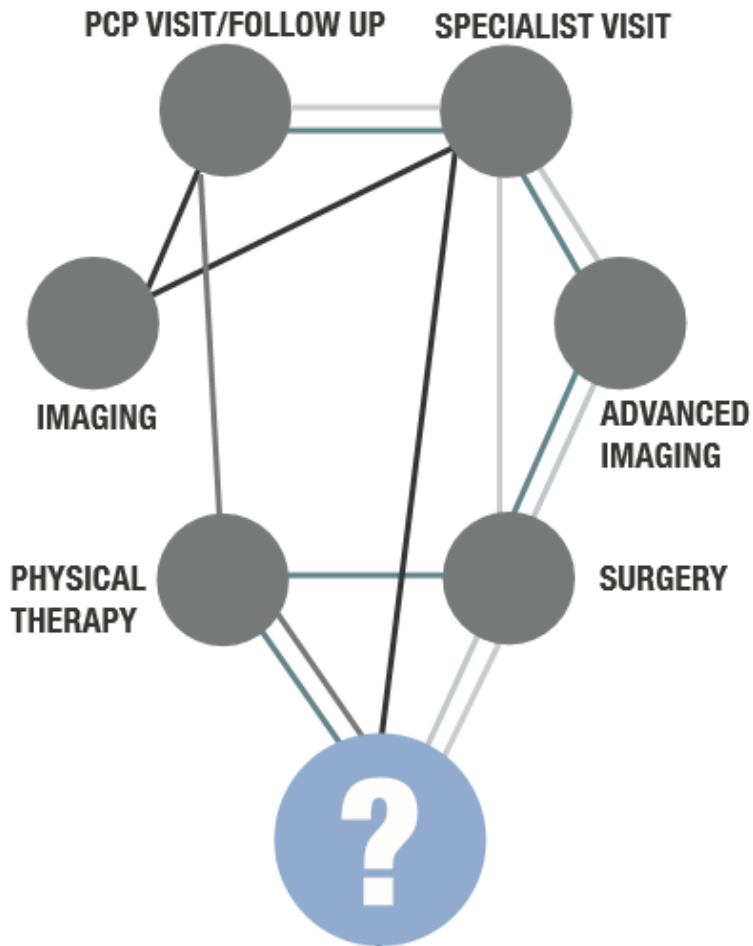 PCP VISIT/FOLLOW UP
SPECIALIST VISIT
IMAGING
ADVANCED
IMAGING
PHYSICAL
THERAPY
SURGERY
?